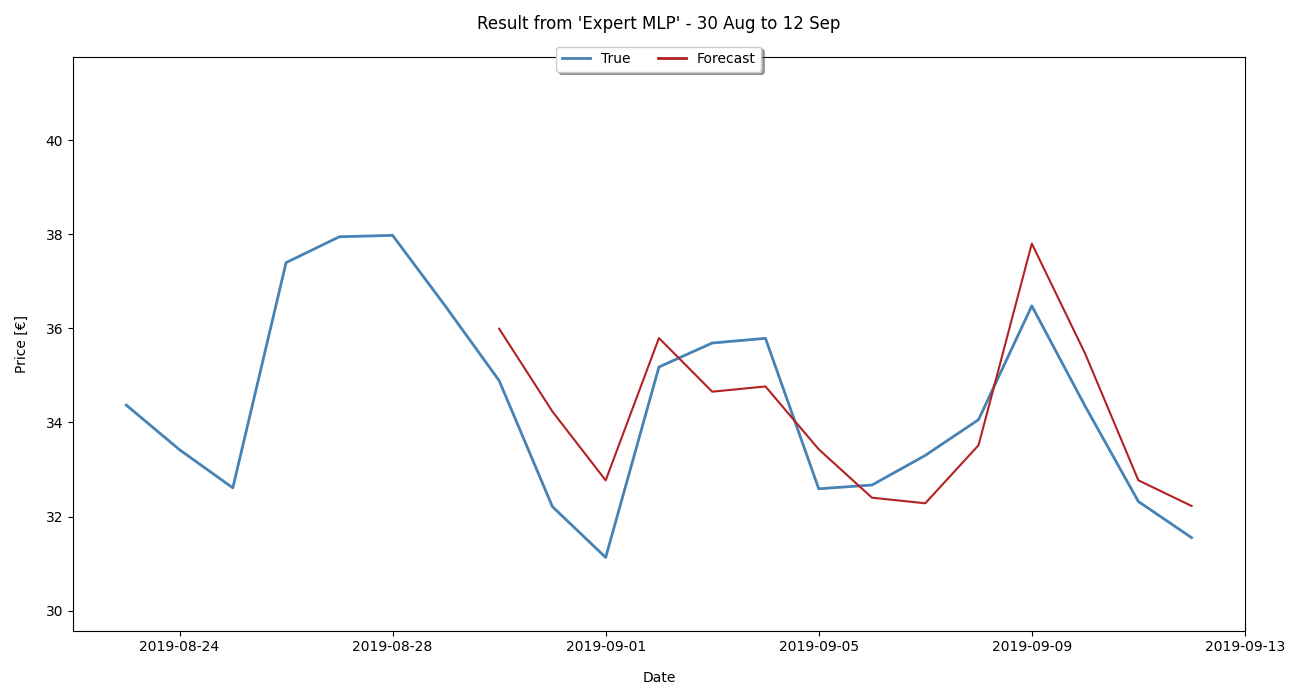 Result from 'Expert MLP' - 30 Aug to 12 Sep
True Forecast
40
38
36
34
32
30
Price [€]
2019-08-24 2019-08-28 2019-09-01 2019-09-05 2019-09-09 2019-09-13
Date